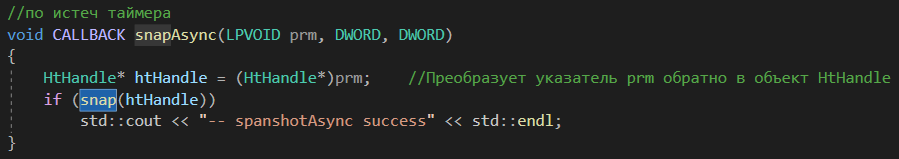 //по истеч таймера
void CALLBACK snapAsync(LPVOID prm, DWORD, DWORD)
{
    HtHandle* htHandle = (HtHandle*)prm;    //Преобразует указатель prm обратно в объект HtHandle
    if (snap(htHandle))
        std::cout << "-- spanshotAsync success" << std::endl;
}